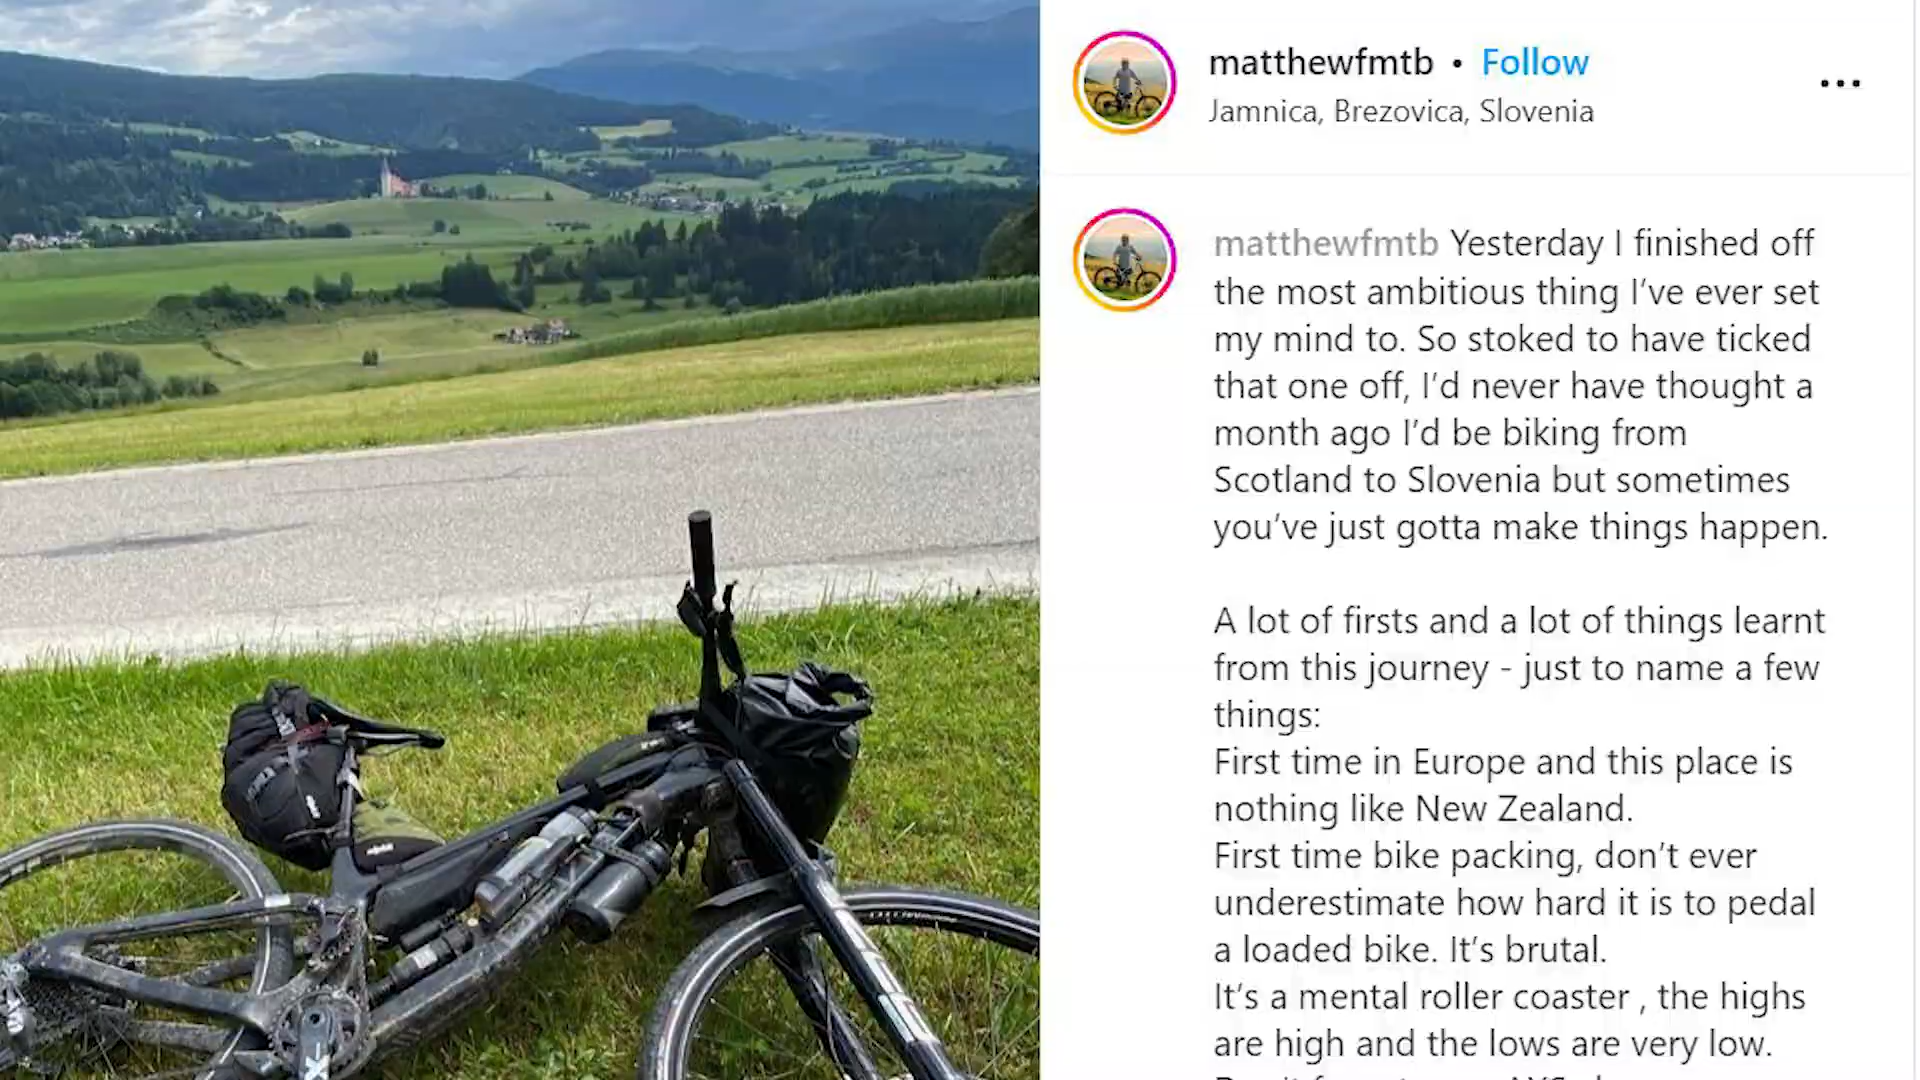 matthewfmtb • Follow
Jamnica, Brezovica, Slovenia
matthewfmtb Yesterday I finished off
the most ambitious thing I’ve ever set
my mind to. So stoked to have ticked
that one off, I’d never have thought a
month ago I’d be biking from
Scotland to Slovenia but sometimes
you’ve just gotta make things happen.
A lot of firsts and a lot of things learnt
from this journey - just to name a few
things:
First time in Europe and this place is
nothing like New Zealand.
First time bike packing, don’t ever
underestimate how hard it is to pedal
a loaded bike. It’s brutal.
It’s a mental roller coaster , the highs
are high and the lows are very low.